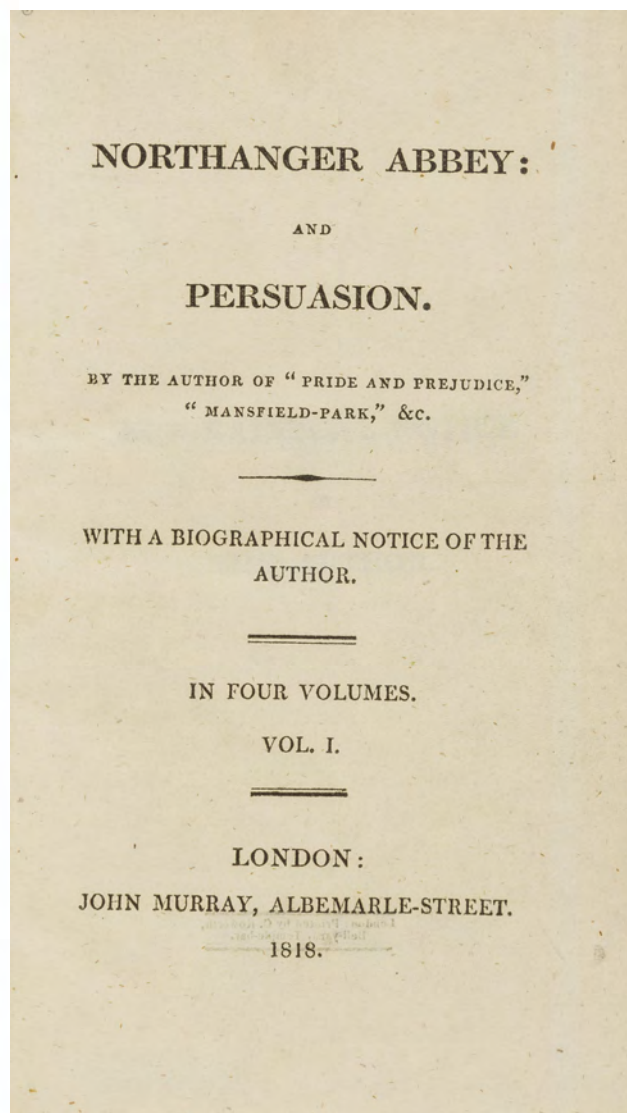 NORTHANGER ABBEY:
AND
PERSUASION.
BY THE AUTHOR OF “ PRIDE AND PREJUDICE,”
“ MANSFIELD-PARK,” &c.
WITH A BIOGRAPHICAL NOTICE OF THE
AUTHOR.
IN FOUR VOLUMES.
VOL. I.
LONDON:
JOHN MURRAY, ALBEMARLE-STREET.
1818.